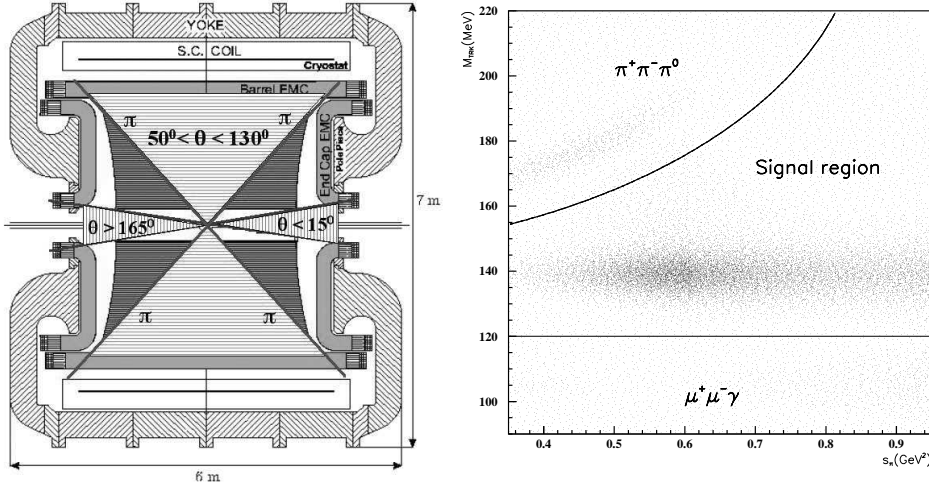 YOKE
S.C. COIL
Cryostat
Barrel EMC
π π
50⁰< θ < 130⁰
End Cap EMC
Pole Piece
θ > 165⁰ θ < 15⁰
π π
7 m
6 m
M_TRK(MeV)
220
200
180
160
140
120
100
π⁺π⁻π⁰
Signal region
μ⁺μ⁻γ
0.4 0.5 0.6 0.7 0.8 0.9
s_π(GeV²)